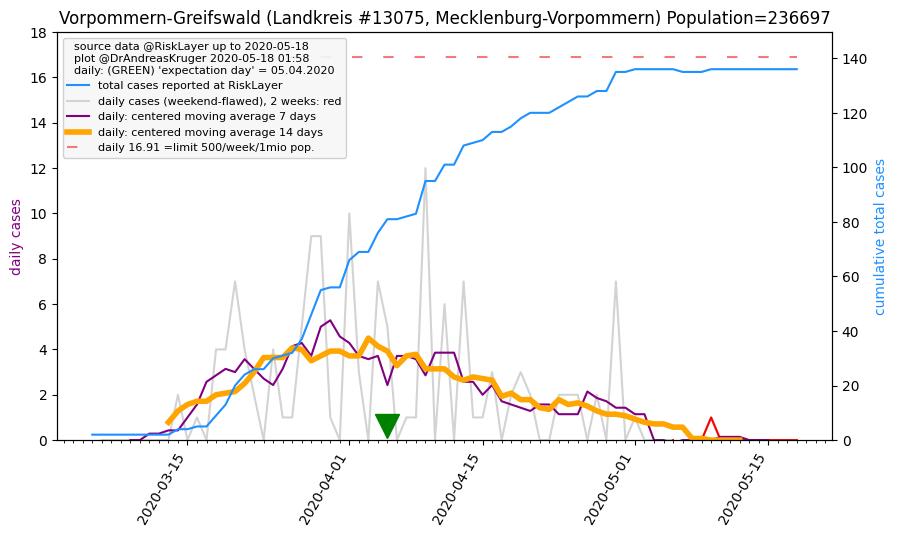 Vorpommern-Greifswald (Landkreis #13075, Mecklenburg-Vorpommern) Population=236697
source data @RiskLayer up to 2020-05-18
plot @DrAndreasKruger 2020-05-18 01:58
daily: (GREEN) 'expectation day' = 05.04.2020
total cases reported at RiskLayer
daily cases (weekend-flawed), 2 weeks: red
daily: centered moving average 7 days
daily: centered moving average 14 days
daily 16.91 =limit 500/week/1mio pop.
daily cases
18
16
14
12
10
8
6
4
2
0
140
120
100
80
60
40
20
0
cumulative total cases
2020-03-15
2020-04-01
2020-04-15
2020-05-01
2020-05-15